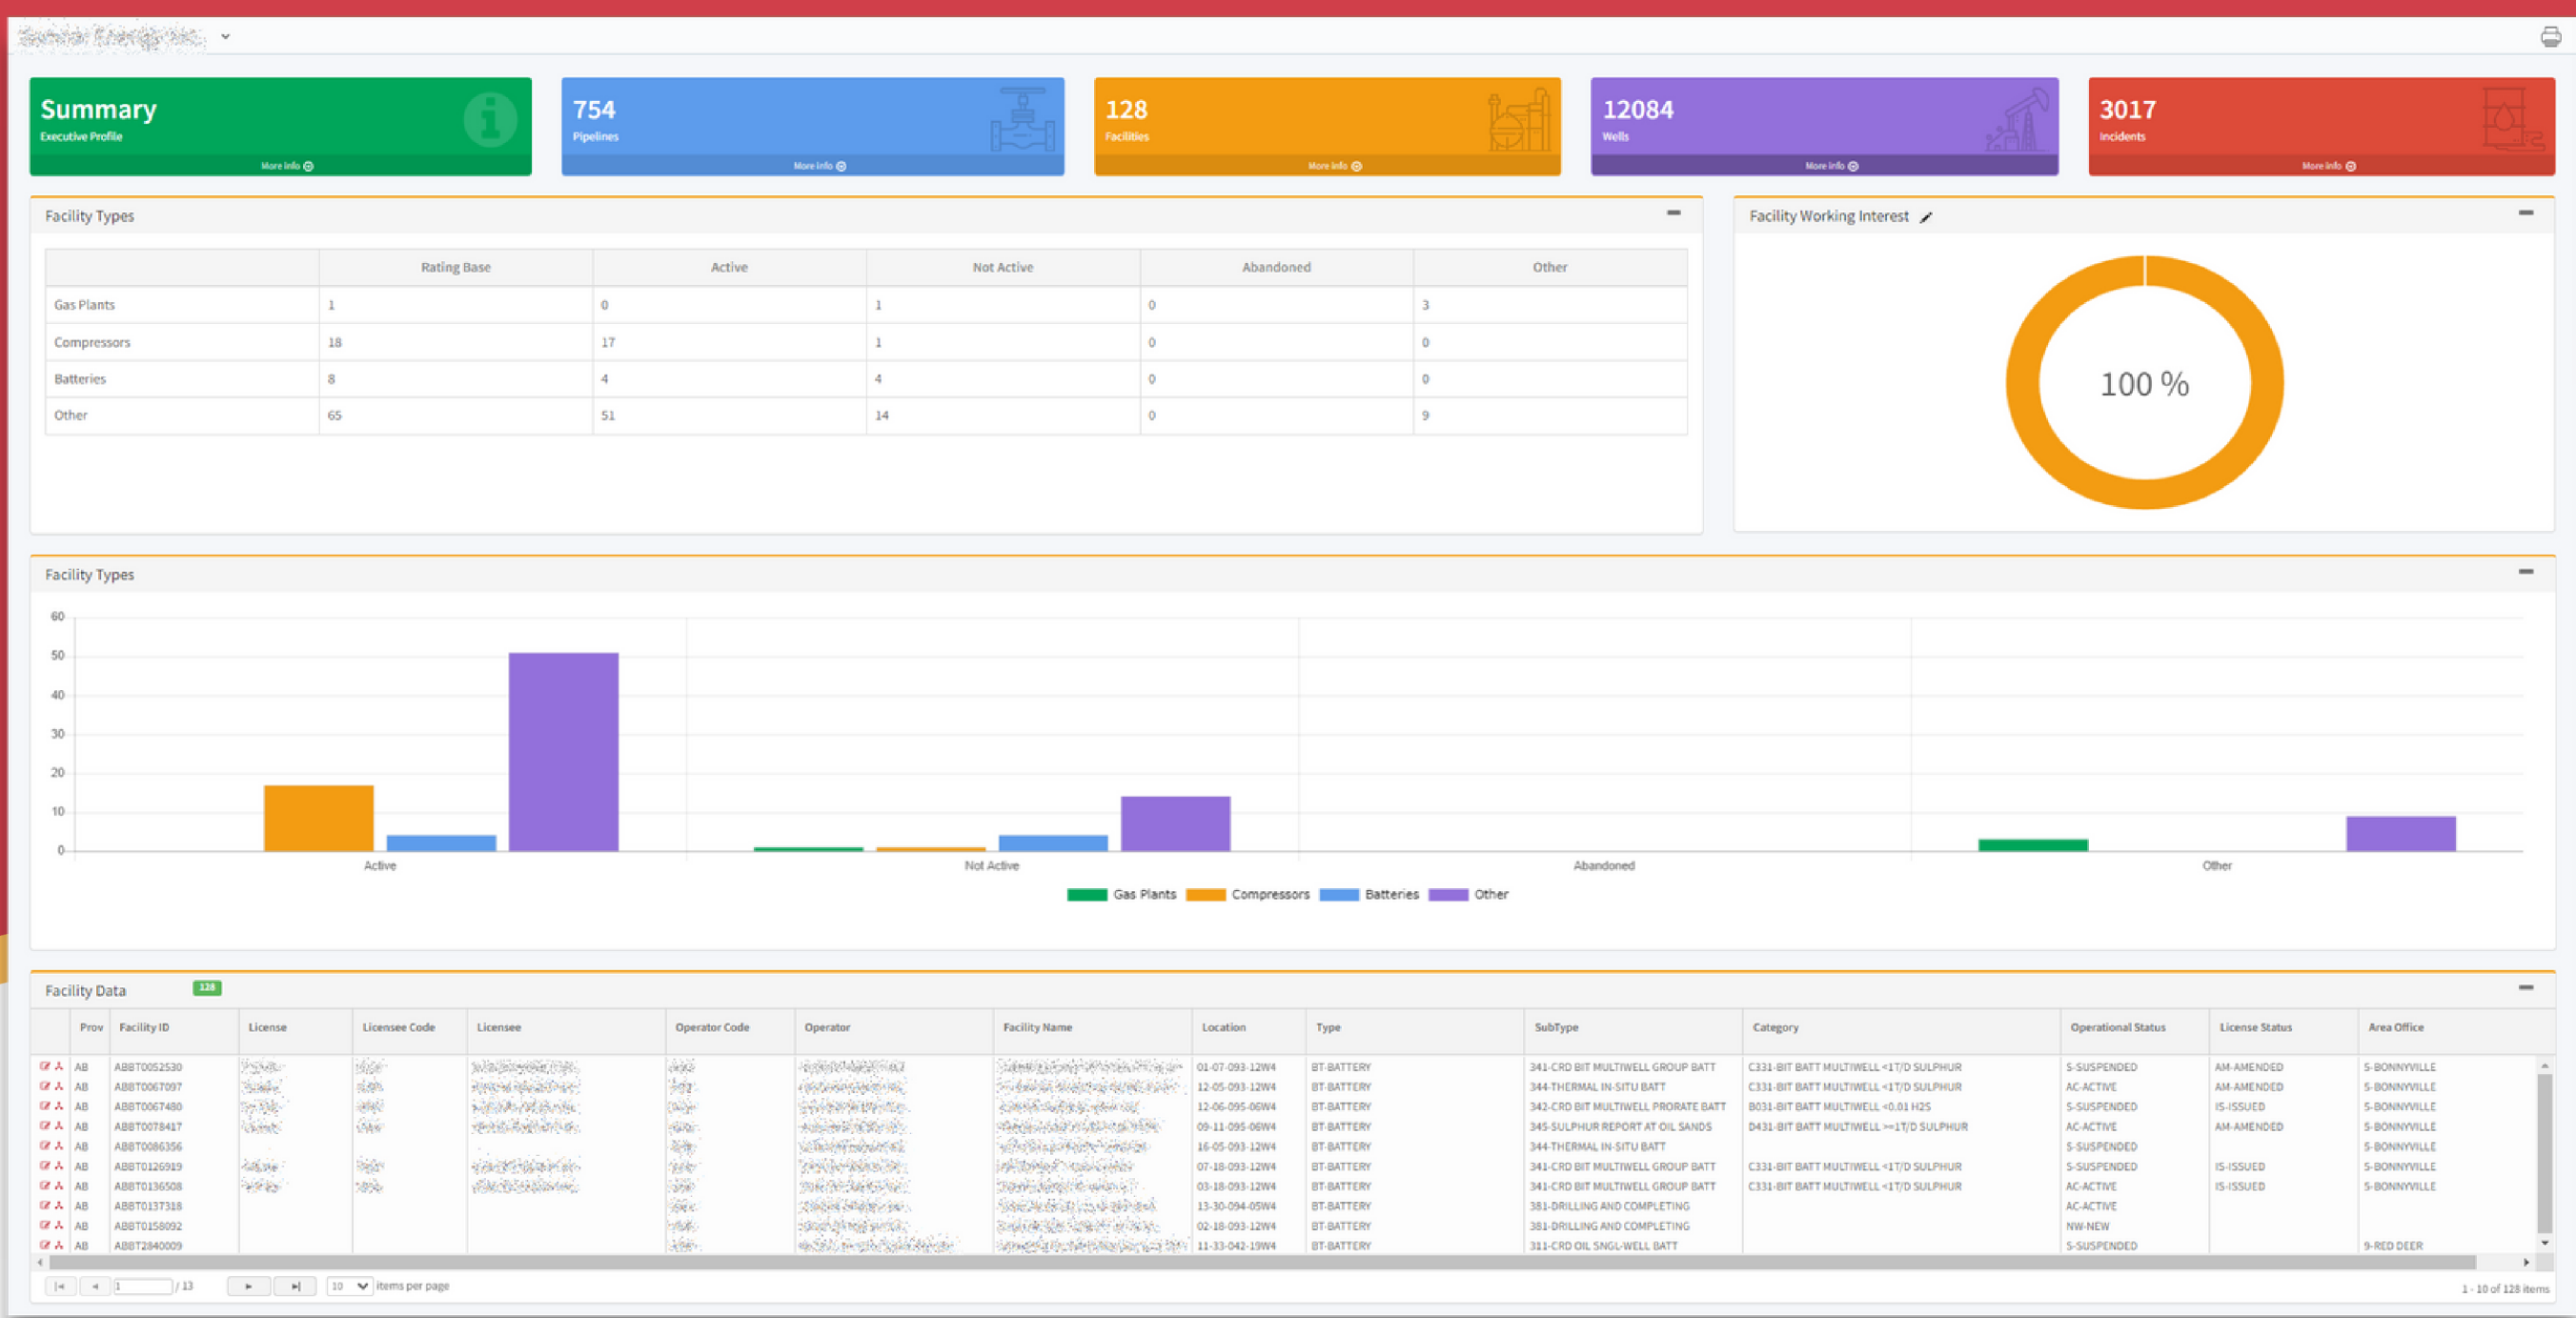 Summary
Executive Profile
More info
754
Pipelines
More info
128
Facilities
More info
12084
Wells
More info
3017
Incidents
More info
Facility Types
Rating Base Active Not Active Abandoned Other
Gas Plants 1 0 1 0 3
Compressors 18 17 1 0 0
Batteries 8 4 4 0 0
Other 65 51 14 0 9
Facility Working Interest
100 %
Facility Types
60
50
40
30
20
10
0
Active Not Active Abandoned Other
Gas Plants Compressors Batteries Other
Facility Data 128
Prov Facility ID License Licensee Code Licensee Operator Code Operator Facility Name Location Type SubType Category Operational Status License Status Area Office
AB ABBT0052530 01-07-093-12W4 BT-BATTERY 341-CRD BIT MULTIWELL GROUP BATT C331-BIT BATT MULTIWELL <1T/D SULPHUR S-SUSPENDED AM-AMENDED 5-BONNYVILLE
AB ABBT0067097 12-05-093-12W4 BT-BATTERY 344-THERMAL IN-SITU BATT C331-BIT BATT MULTIWELL <1T/D SULPHUR AC-ACTIVE AM-AMENDED 5-BONNYVILLE
AB ABBT0067480 12-06-095-06W4 BT-BATTERY 342-CRD BIT MULTIWELL PRORATE BATT B031-BIT BATT MULTIWELL <0.01 H2S S-SUSPENDED IS-ISSUED 5-BONNYVILLE
AB ABBT0078417 09-11-095-06W4 BT-BATTERY 345-SULPHUR REPORT AT OIL SANDS D431-BIT BATT MULTIWELL >=1T/D SULPHUR AC-ACTIVE AM-AMENDED 5-BONNYVILLE
AB ABBT0086356 16-05-093-12W4 BT-BATTERY 344-THERMAL IN-SITU BATT S-SUSPENDED 5-BONNYVILLE
AB ABBT0126919 07-18-093-12W4 BT-BATTERY 341-CRD BIT MULTIWELL GROUP BATT C331-BIT BATT MULTIWELL <1T/D SULPHUR S-SUSPENDED IS-ISSUED 5-BONNYVILLE
AB ABBT0136508 03-18-093-12W4 BT-BATTERY 341-CRD BIT MULTIWELL GROUP BATT C331-BIT BATT MULTIWELL <1T/D SULPHUR AC-ACTIVE IS-ISSUED 5-BONNYVILLE
AB ABBT0137318 13-30-094-05W4 BT-BATTERY 381-DRILLING AND COMPLETING AC-ACTIVE
AB ABBT0158092 02-18-093-12W4 BT-BATTERY 381-DRILLING AND COMPLETING NW-NEW
AB ABBT2840009 11-33-042-19W4 BT-BATTERY 311-CRD OIL SNGL-WELL BATT S-SUSPENDED 9-RED DEER
1 / 13 10 items per page 1 - 10 of 128 items